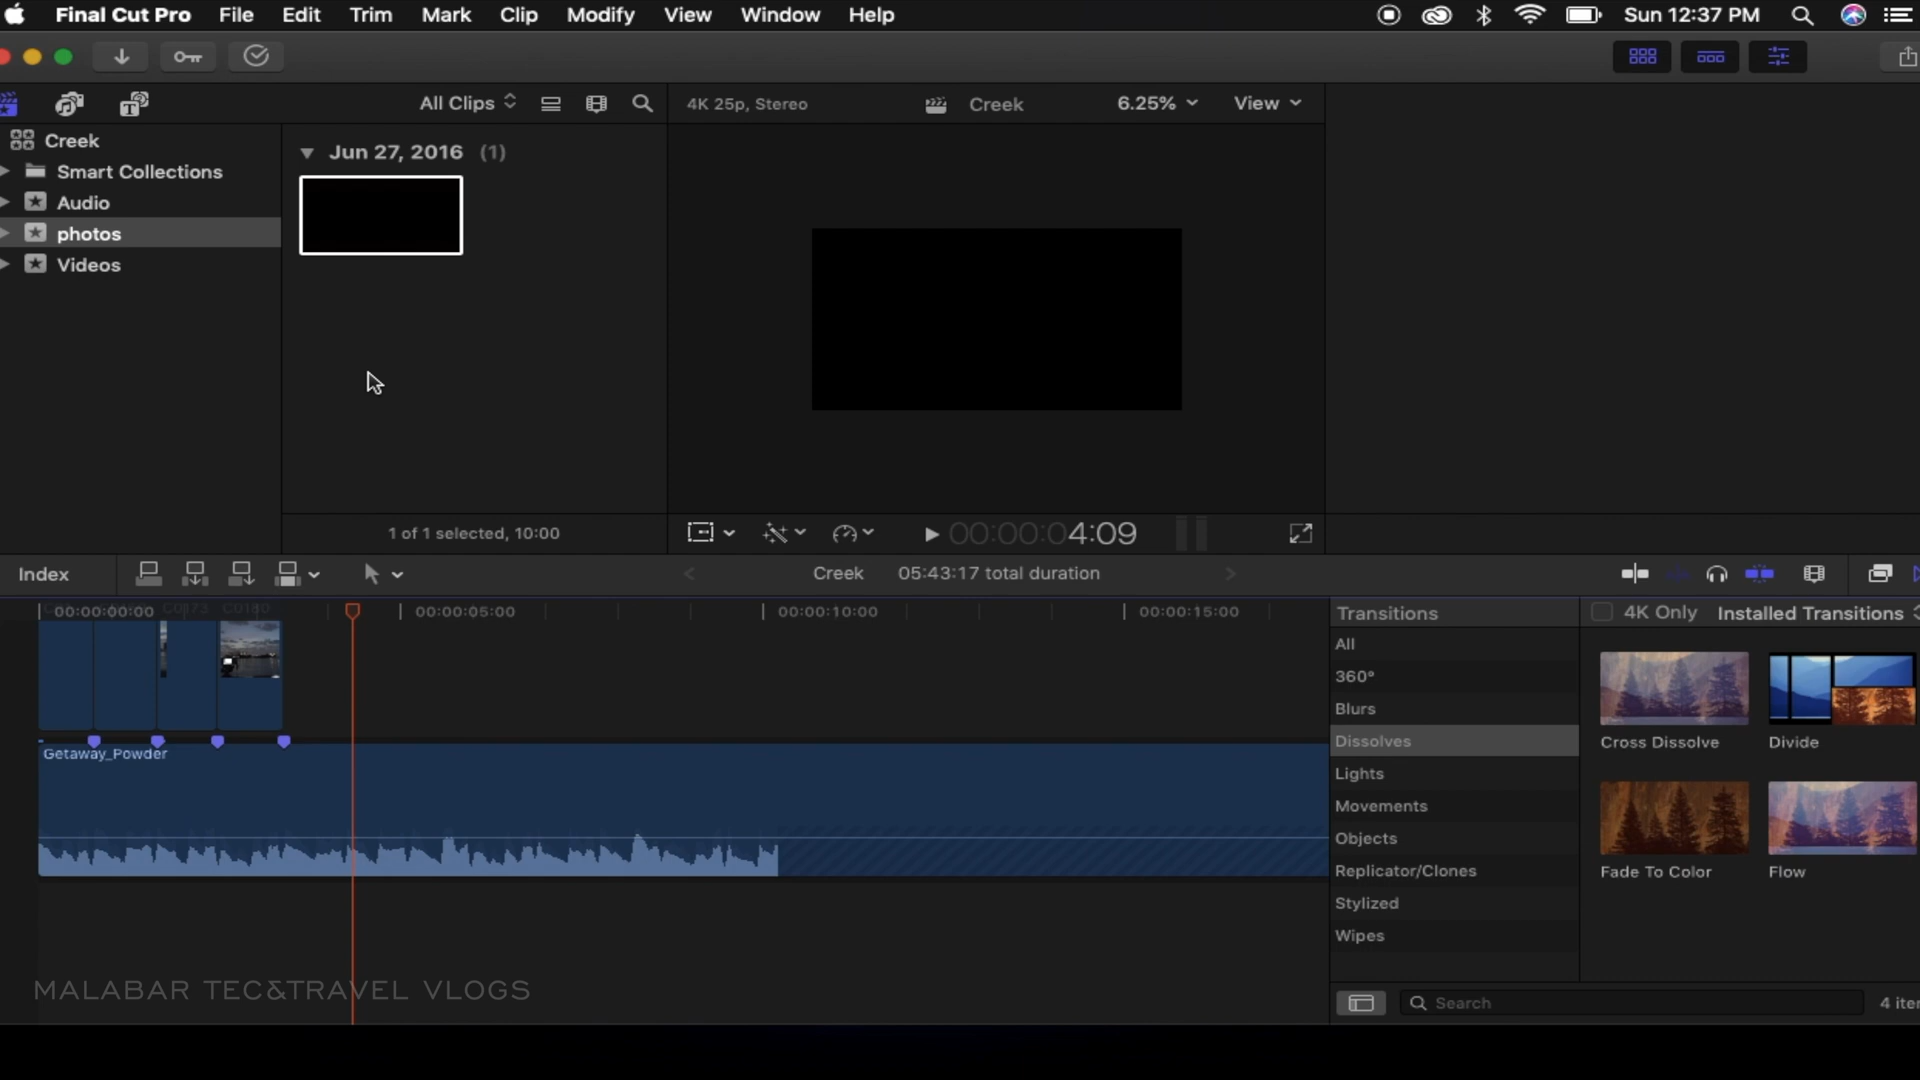 Final Cut Pro File Edit Trim Mark Clip Modify View Window Help Sun 12:37 PM
All Clips
4K 25p, Stereo
Creek
6.25%
View
Creek
Smart Collections
Audio
photos
Videos
Jun 27, 2016 (1)
1 of 1 selected, 10:00
00:00:04:09
Index
Creek
05:43:17 total duration
00:00:00:00
C0173
00:00:05:00
00:00:10:00
00:00:15:00
Getaway_Powder
Transitions
4K Only
Installed Transitions
All
360°
Blurs
Dissolves
Lights
Movements
Objects
Replicator/Clones
Stylized
Wipes
Cross Dissolve
Divide
Fade To Color
Flow
Search
MALABAR TEC&TRAVEL VLOGS